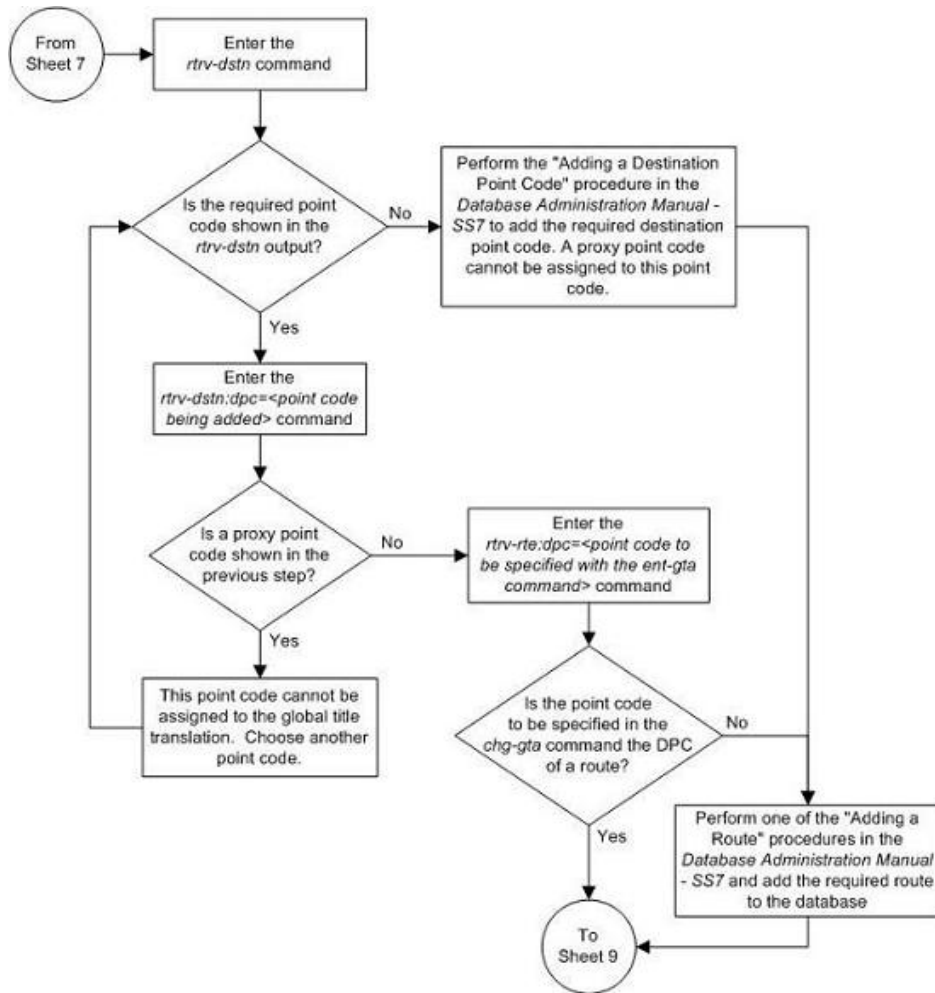 From
Sheet 7
Enter the
rtrv-dstn command
Is the required point
code shown in the
rtrv-dstn output?
No
Perform the "Adding a Destination
Point Code" procedure in the
Database Administration Manual -
SS7 to add the required destination
point code. A proxy point code
cannot be assigned to this point
code.
Yes
Enter the
rtrv-dstn:dpc=<point code
being added> command
Is a proxy point
code shown in the
previous step?
No
Enter the
rtrv-rte:dpc=<point code to
be specified with the ent-gta
command> command
Yes
This point code cannot be
assigned to the global title
translation. Choose another
point code.
Is the point code
to be specified in the
chg-gta command the DPC
of a route?
No
Yes
Perform one of the "Adding a
Route" procedures in the
Database Administration Manual
- SS7 and add the required route
to the database
To
Sheet 9